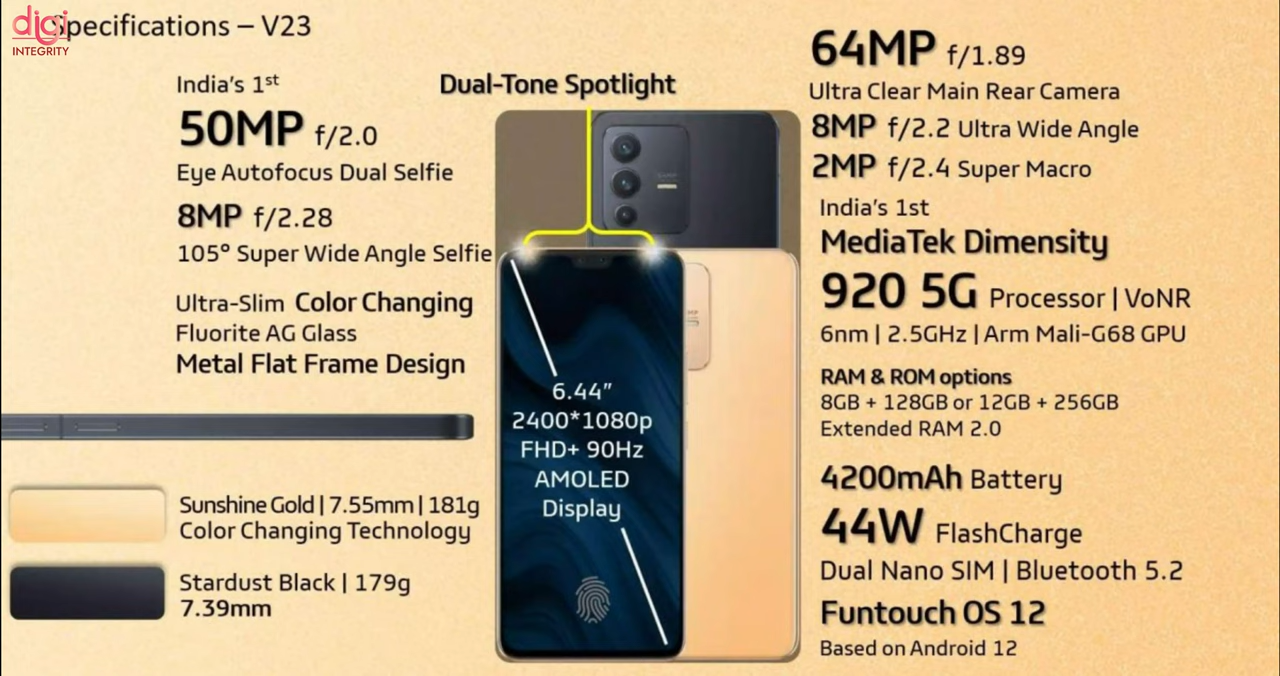 digi
INTEGRITY
Specifications – V23
India's 1st
50MP f/2.0
Eye Autofocus Dual Selfie
8MP f/2.28
105° Super Wide Angle Selfie
Ultra-Slim Color Changing
Fluorite AG Glass
Metal Flat Frame Design
Sunshine Gold | 7.55mm | 181g
Color Changing Technology
Stardust Black | 179g
7.39mm
Dual-Tone Spotlight
6.44”
2400*1080p
FHD+ 90Hz
AMOLED
Display
64MP f/1.89
Ultra Clear Main Rear Camera
8MP f/2.2 Ultra Wide Angle
2MP f/2.4 Super Macro
India's 1st
MediaTek Dimensity
920 5G Processor | VoNR
6nm | 2.5GHz | Arm Mali-G68 GPU
RAM & ROM options
8GB + 128GB or 12GB + 256GB
Extended RAM 2.0
4200mAh Battery
44W FlashCharge
Dual Nano SIM | Bluetooth 5.2
Funtouch OS 12
Based on Android 12